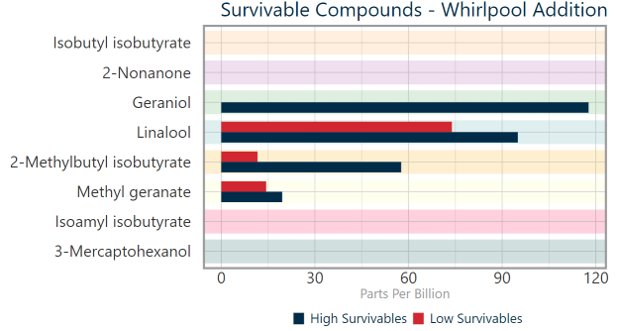 Survivable Compounds - Whirlpool Addition
Isobutyl isobutyrate
2-Nonanone
Geraniol
Linalool
2-Methylbutyl isobutyrate
Methyl geranate
Isoamyl isobutyrate
3-Mercaptohexanol
0 30 60 90 120
Parts Per Billion
High Survivables Low Survivables